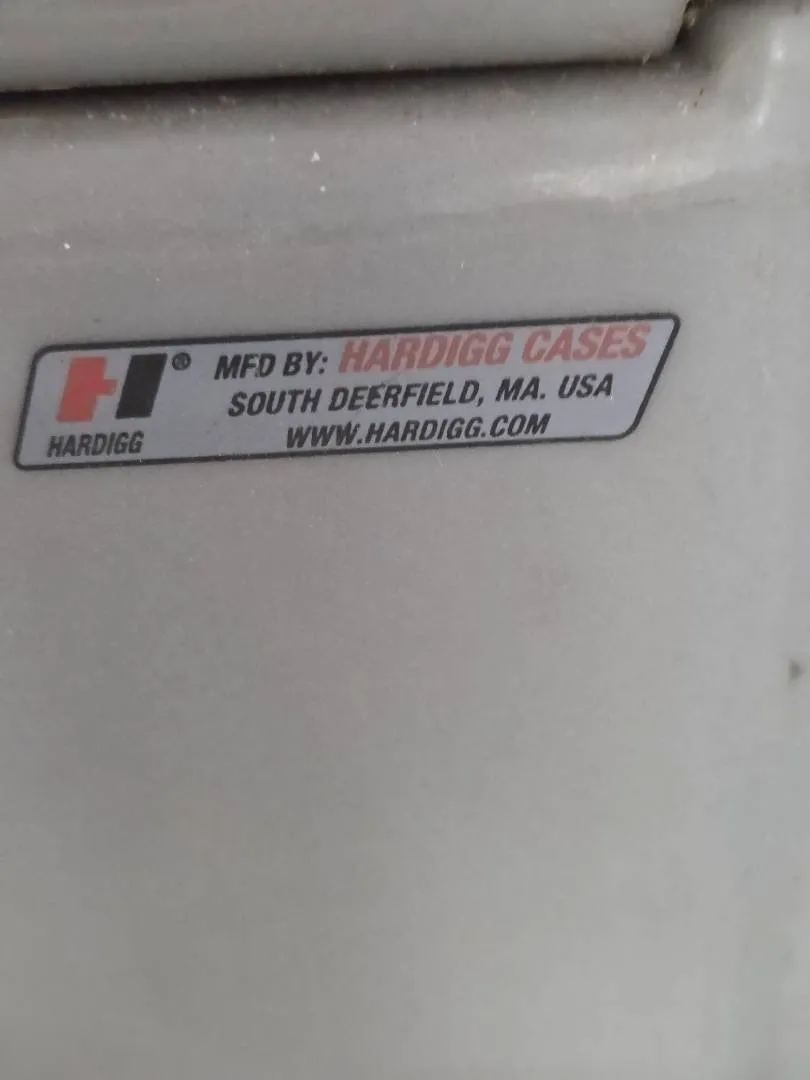 ® MFD BY: HARDIGG CASES
SOUTH DEERFIELD, MA. USA
HARDIGG
WWW.HARDIGG.COM